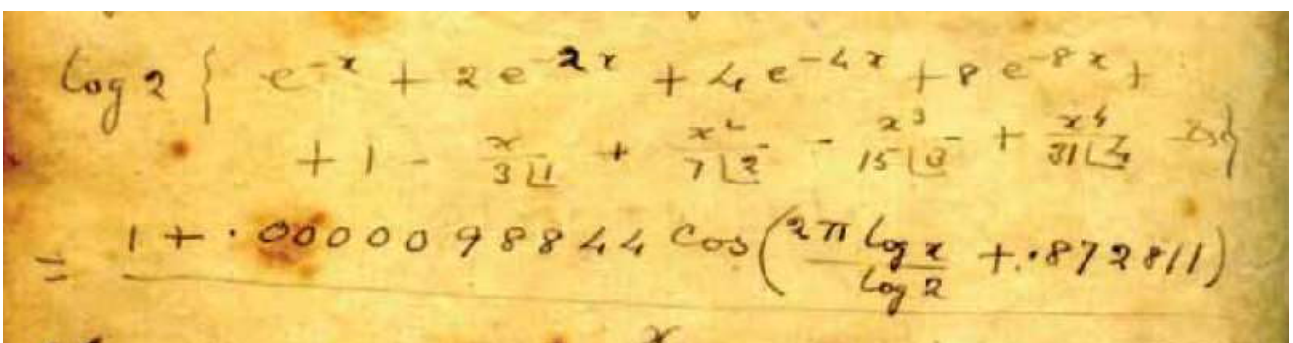 log 2 { e^{-x} + 2e^{-2x} + 4e^{-4x} + 8e^{-8x} +
+ 1 - x/(3|1) + x^2/(7|2) - x^3/(15|3) + x^4/(31|4) - &c }
= 1 + .0000098844 cos(2π log x / log 2 + .872811)